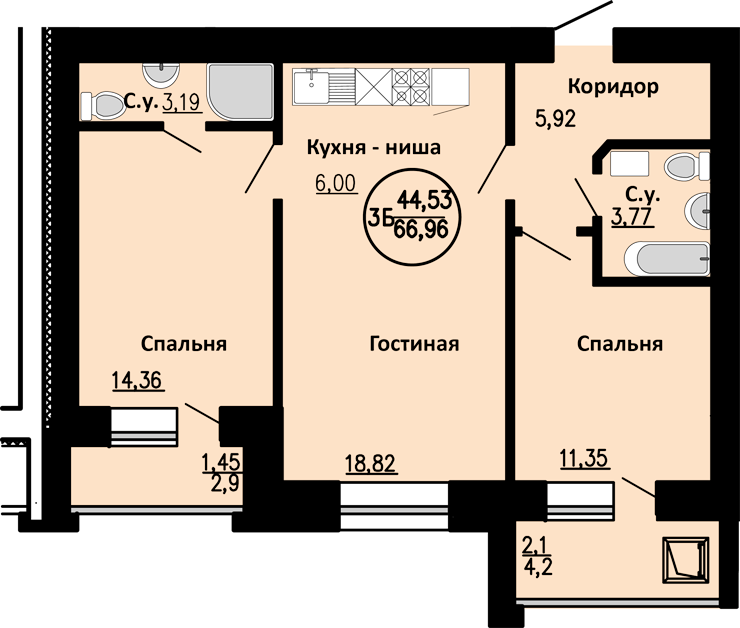 С.у. 3,19
Коридор
5,92
Кухня - ниша
6,00
3Б 44,53
66,96
С.у.
3,77
Спальня
14,36
Гостиная
18,82
Спальня
11,35
1,45
2,9
2,1
4,2